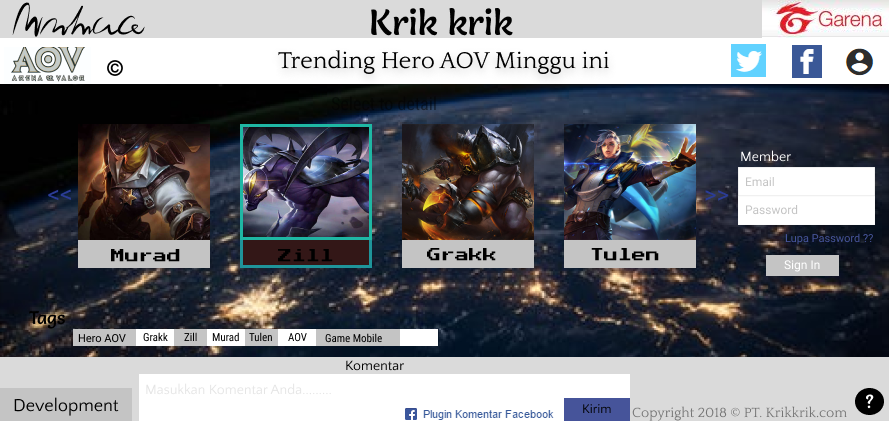 Krik krik
Garena
AOV
ARENA OF VALOR
©
Trending Hero AOV Minggu ini
<<
Murad
Zill
Grakk
Tulen
>>
Member
Email
Password
Lupa Password ??
Sign In
Tags
Hero AOV Grakk Zill Murad Tulen AOV Game Mobile
Komentar
Masukkan Komentar Anda........
Development
Plugin Komentar Facebook
Kirim
Copyright 2018 © PT. Krikkrik.com
?